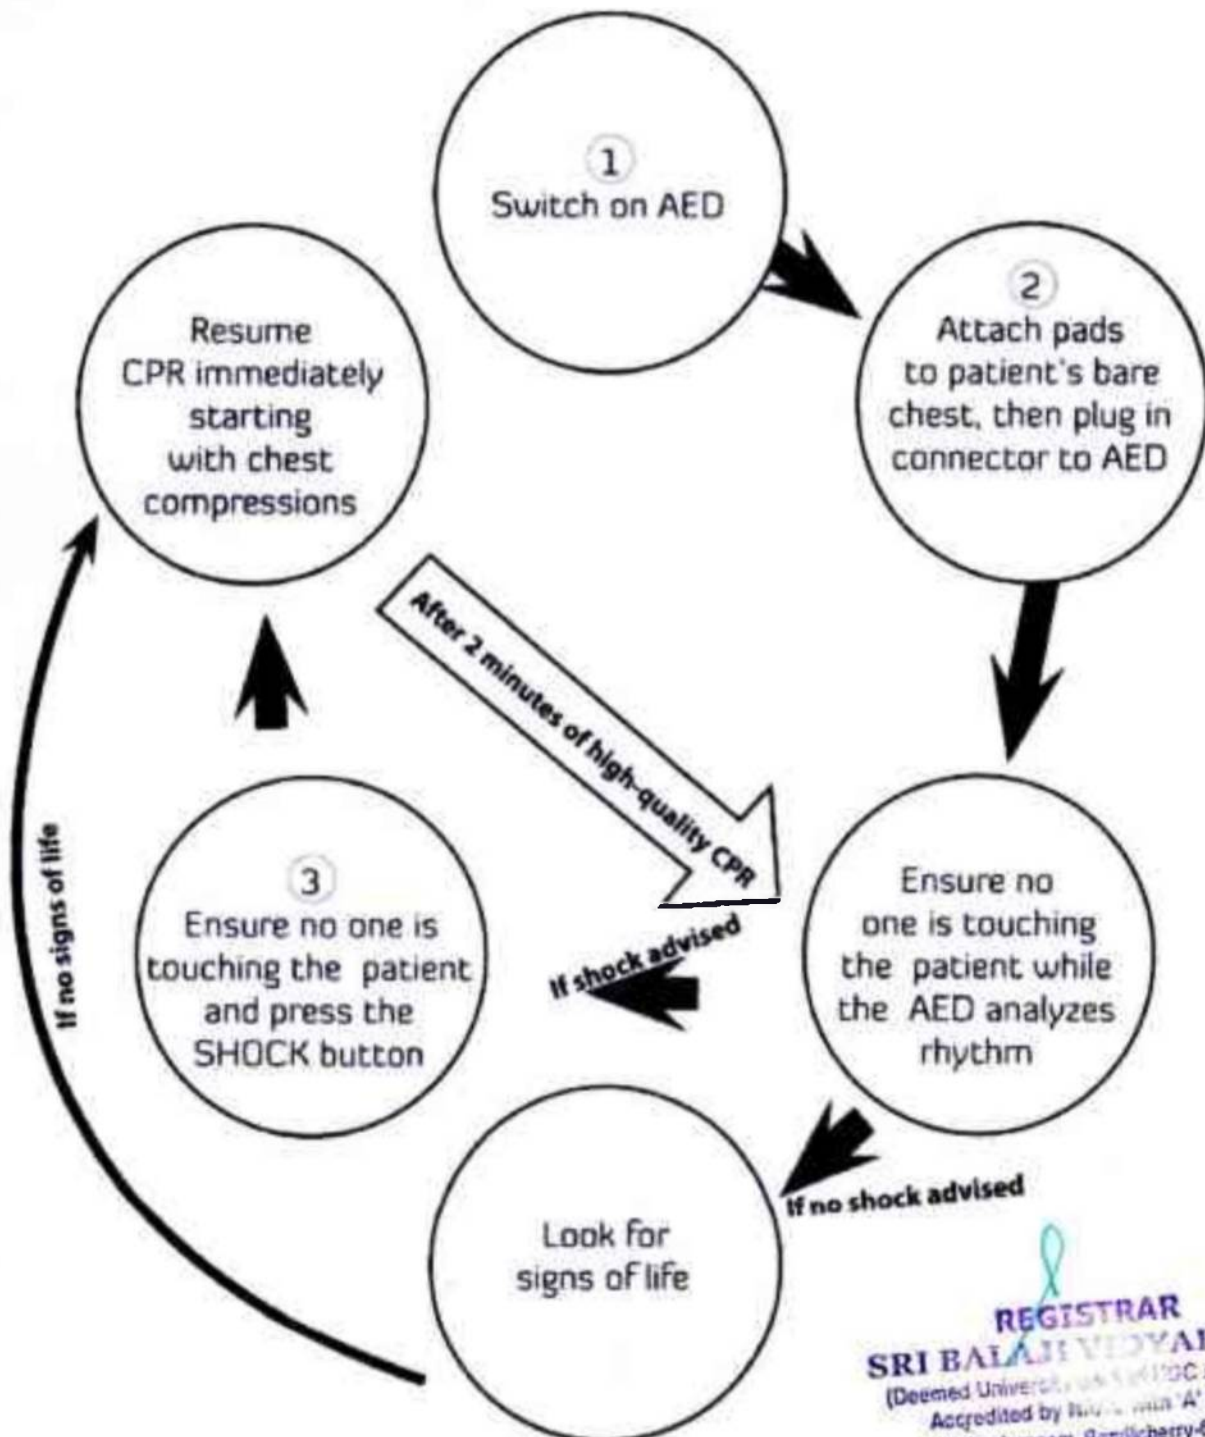 1
Switch on AED
2
Attach pads
to patient's bare
chest, then plug in
connector to AED
Resume
CPR immediately
starting
with chest
compressions
After 2 minutes of high-quality CPR
If no signs of life
3
Ensure no one is
touching the patient
and press the
SHOCK button
If shock advised
Ensure no
one is touching
the patient while
the AED analyzes
rhythm
If no shock advised
Look for
signs of life
REGISTRAR
SRI BALAJI
(Deemed
Accredited by 'A'